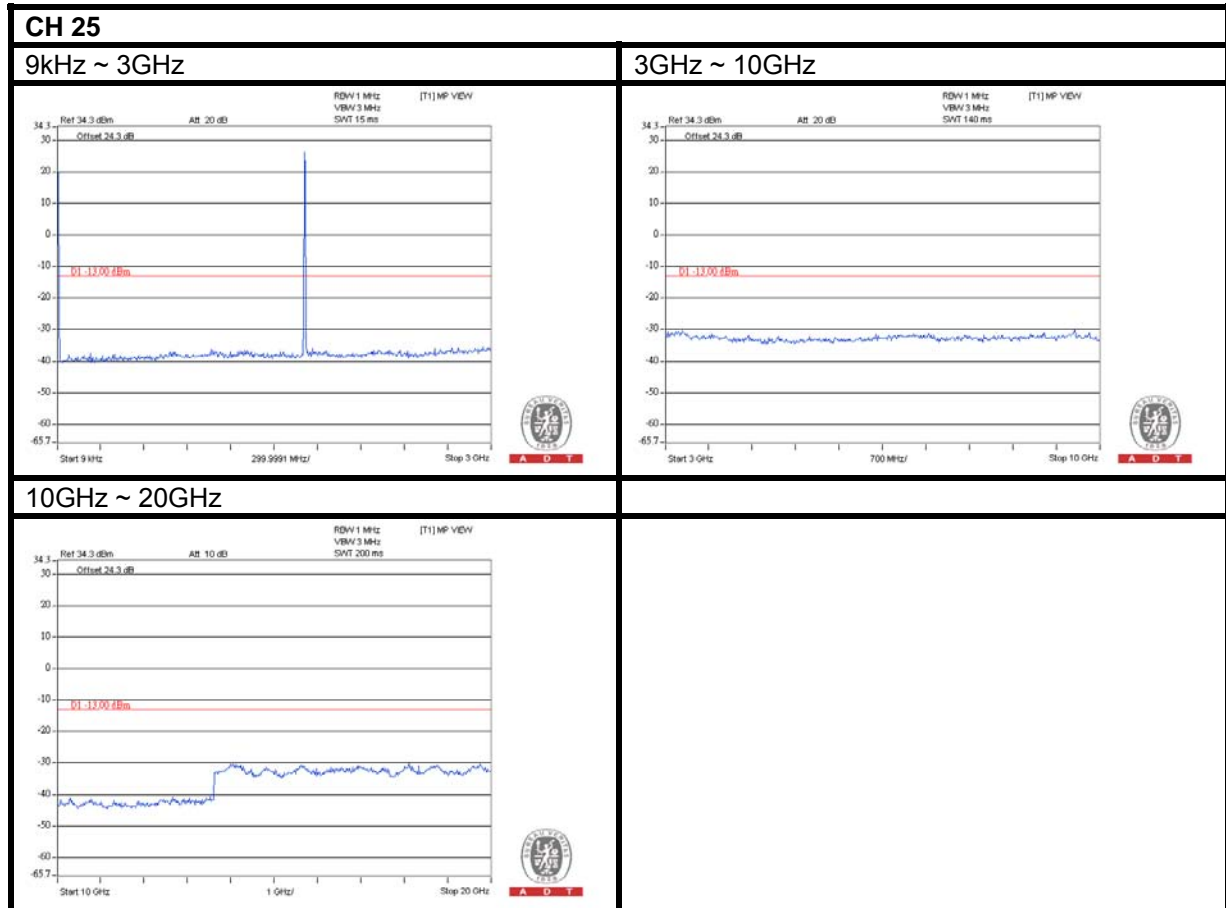 CH 25
9kHz ~ 3GHz
3GHz ~ 10GHz
RBW 1 MHz [T1] MP VIEW
VBW 3 MHz
Ref 34.3 dBm Att 20 dB SWT 15 ms
Offset 24.3 dB
34.3
30
20
10
0
-10
D1 -13.00 dBm
-20
-30
-40
-50
-60
-65.7
Start 9 kHz 299.9991 MHz/ Stop 3 GHz
A D T
RBW 1 MHz [T1] MP VIEW
VBW 3 MHz
Ref 34.3 dBm Att 20 dB SWT 140 ms
Offset 24.3 dB
34.3
30
20
10
0
-10
D1 -13.00 dBm
-20
-30
-40
-50
-60
-65.7
Start 3 GHz 700 MHz/ Stop 10 GHz
A D T
10GHz ~ 20GHz
RBW 1 MHz [T1] MP VIEW
VBW 3 MHz
Ref 34.3 dBm Att 10 dB SWT 200 ms
Offset 24.3 dB
34.3
30
20
10
0
-10
D1 -13.00 dBm
-20
-30
-40
-50
-60
-65.7
Start 10 GHz 1 GHz/ Stop 20 GHz
A D T